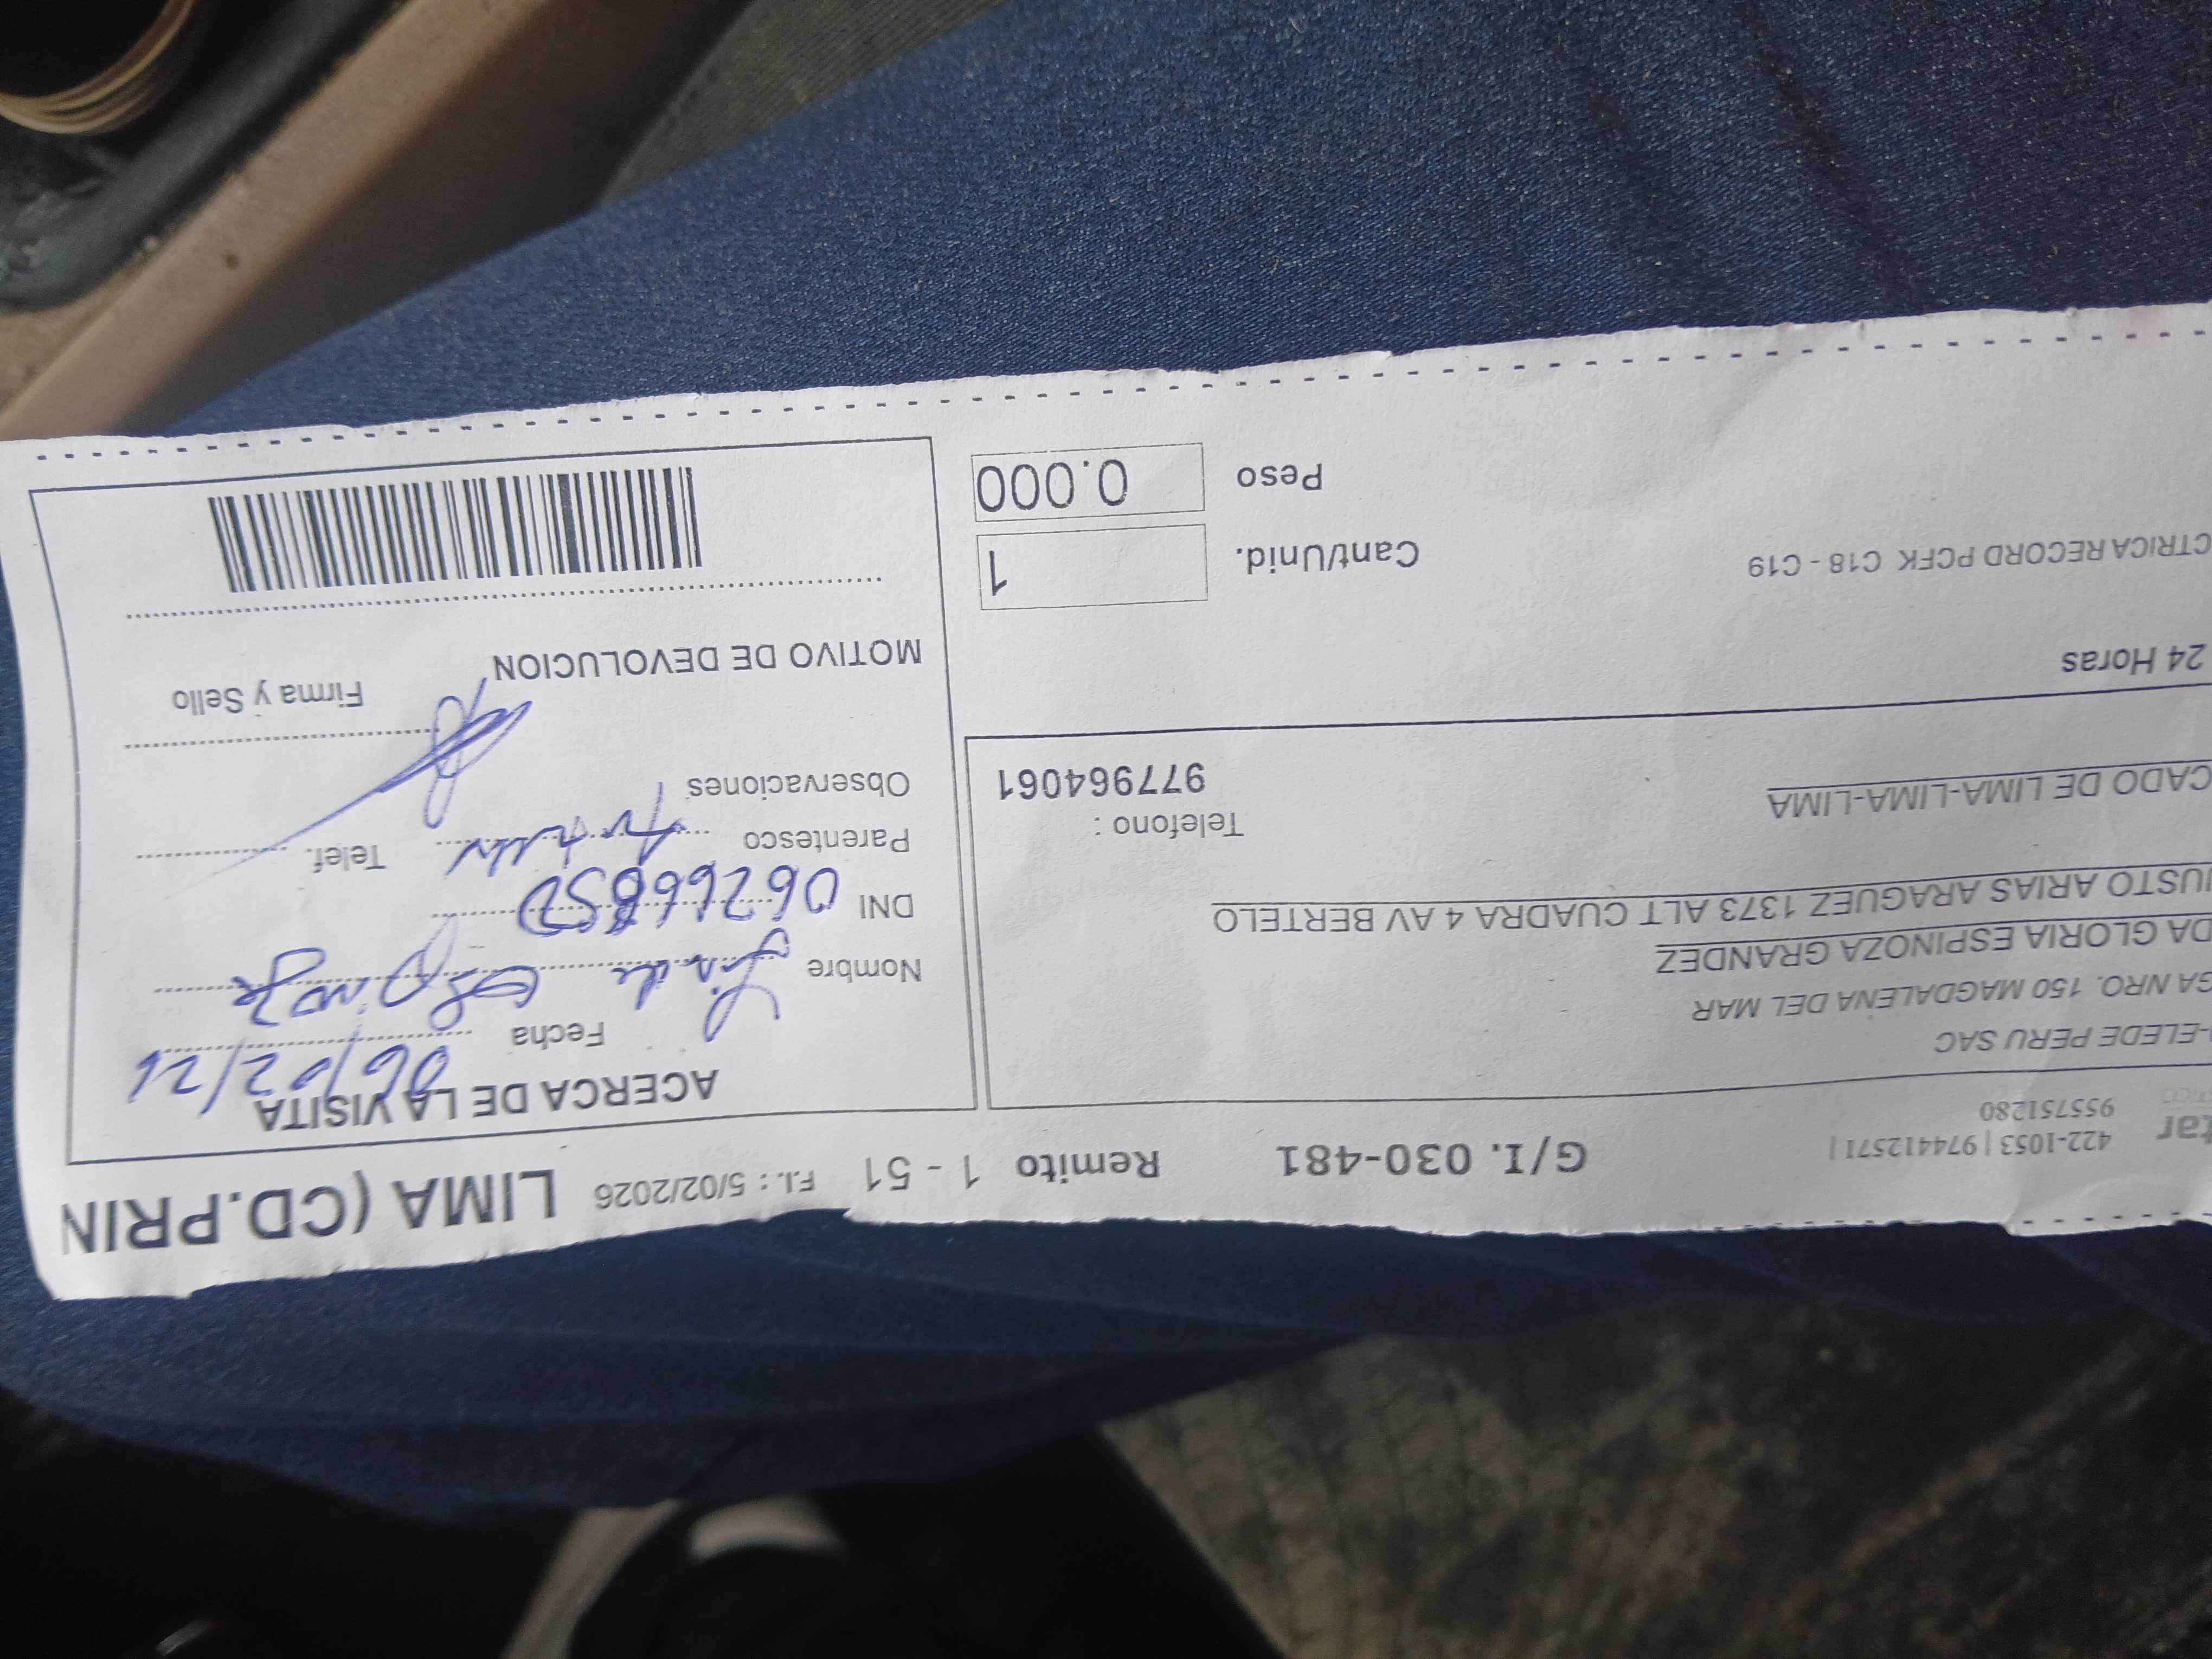 tar 422-1053 | 974412571 | G/I. 030-481 Remito 1 - 51 F.I.: 5/02/2026 LIMA (CD.PRIN
955751280
-ELEDE PERU SAC
GA NRO. 150 MAGDALENA DEL MAR
DA GLORIA ESPINOZA GRANDEZ
IUSTO ARIAS ARAGUEZ 1373 ALT CUADRA 4 AV BERTELO
Telefono :
CADO DE LIMA-LIMA-LIMA 977964061
24 Horas
CTRICA RECORD PCFK C18 - C19
Cant/Unid. 1
Peso 0.000
ACERCA DE LA VISITA
Fecha 06/02/26
Nombre Linda Espinoza
DNI
Parentesco Telef.
Observaciones
Firma y Sello
MOTIVO DE DEVOLUCION